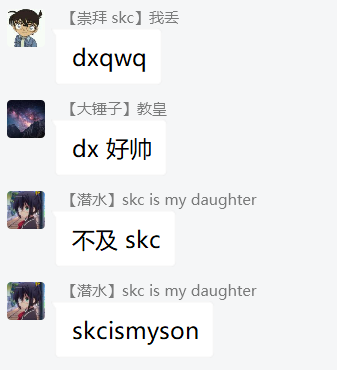 【崇拜 skc】我丢
dxqwq
【大锤子】教皇
dx 好帅
【潜水】skc is my daughter
不及 skc
【潜水】skc is my daughter
skcismyson